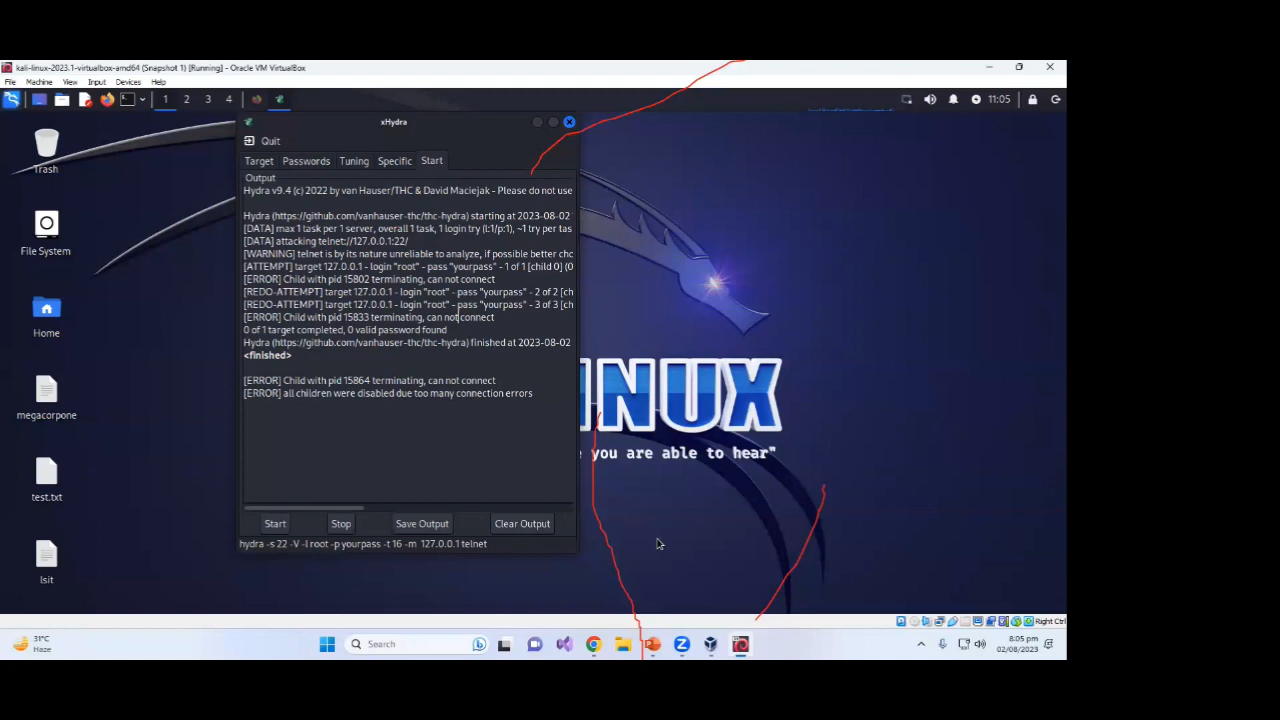 kali-linux-2023.1-virtualbox-amd64 (Snapshot 1) [Running] - Oracle VM VirtualBox
File Machine View Input Devices Help
1 2 3 4 11:05
xHydra
Quit
Target Passwords Tuning Specific Start
Output
Hydra v9.4 (c) 2022 by van Hauser/THC & David Maciejak - Please do not use
Hydra (https://github.com/vanhauser-thc/thc-hydra) starting at 2023-08-02
[DATA] max 1 task per 1 server, overall 1 task, 1 login try (l:1/p:1), ~1 try per tas
[DATA] attacking telnet://127.0.0.1:22/
[WARNING] telnet is by its nature unreliable to analyze, if possible better cho
[ATTEMPT] target 127.0.0.1 - login "root" - pass "yourpass" - 1 of 1 [child 0] (0
[ERROR] Child with pid 15802 terminating, can not connect
[REDO-ATTEMPT] target 127.0.0.1 - login "root" - pass "yourpass" - 2 of 2 [ch
[REDO-ATTEMPT] target 127.0.0.1 - login "root" - pass "yourpass" - 3 of 3 [ch
[ERROR] Child with pid 15833 terminating, can not connect
0 of 1 target completed, 0 valid password found
Hydra (https://github.com/vanhauser-thc/thc-hydra) finished at 2023-08-02
<finished>
[ERROR] Child with pid 15864 terminating, can not connect
[ERROR] all children were disabled due too many connection errors
Start Stop Save Output Clear Output
hydra -s 22 -V -l root -p yourpass -t 16 -m 127.0.0.1 telnet
Trash
File System
Home
megacorpone
test.txt
lsit
INUX
you are able to hear"
Right Ctrl
31°C
Haze
Search
8:05 pm
02/08/2023